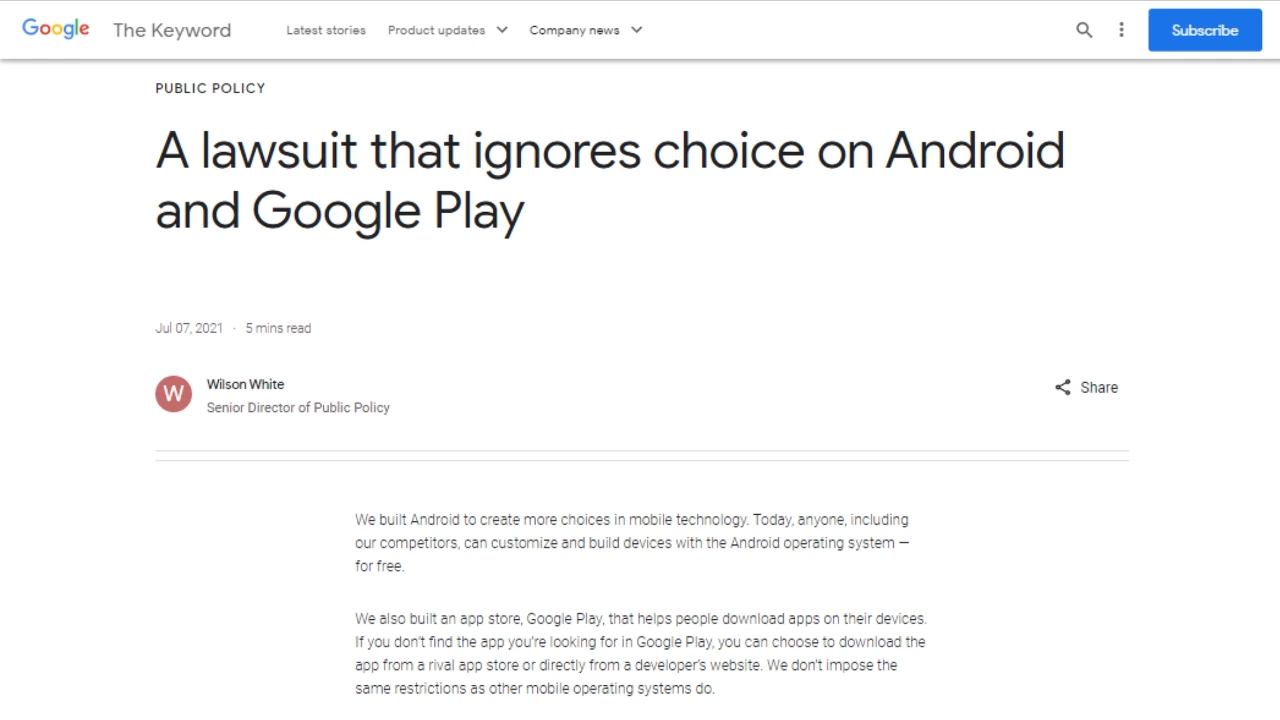 Google The Keyword Latest stories Product updates Company news Subscribe
PUBLIC POLICY
A lawsuit that ignores choice on Android
and Google Play
Jul 07, 2021 · 5 mins read
W
Wilson White
Senior Director of Public Policy
Share
We built Android to create more choices in mobile technology. Today, anyone, including
our competitors, can customize and build devices with the Android operating system —
for free.
We also built an app store, Google Play, that helps people download apps on their devices.
If you don't find the app you're looking for in Google Play, you can choose to download the
app from a rival app store or directly from a developer's website. We don't impose the
same restrictions as other mobile operating systems do.